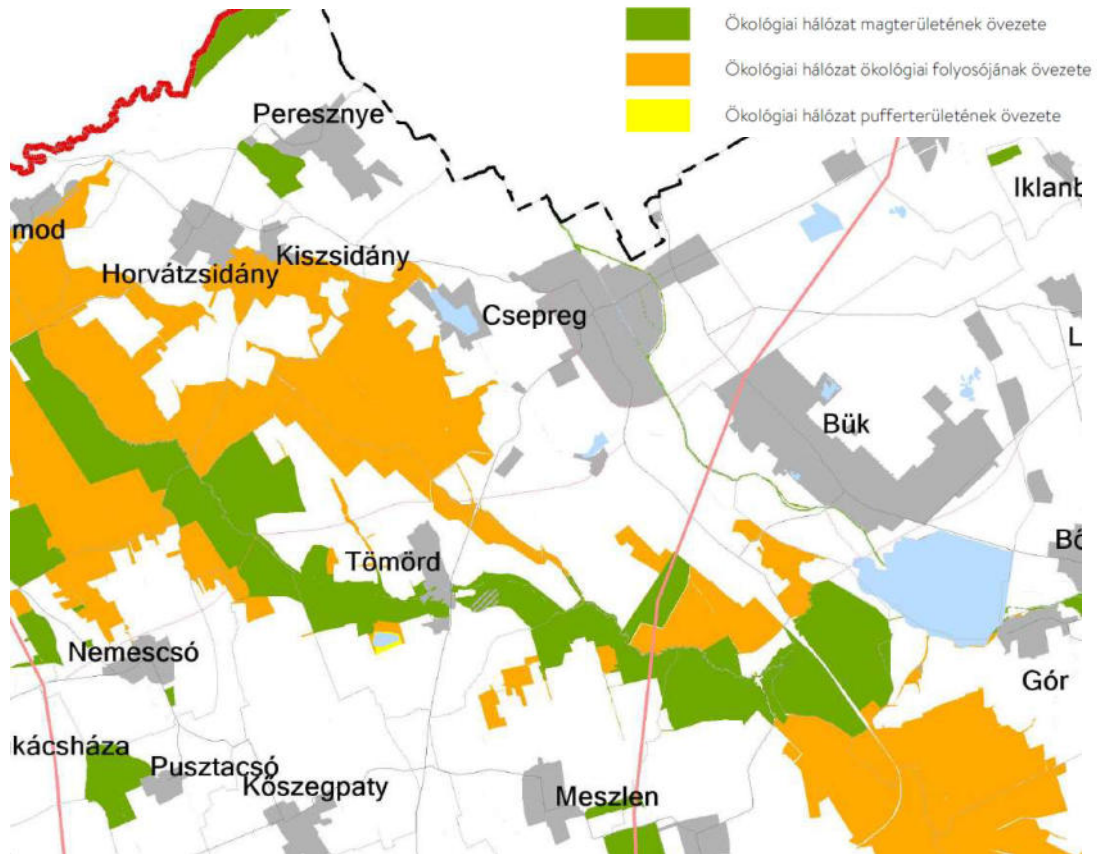 Ökológiai hálózat magterületének övezete
Ökológiai hálózat ökológiai folyosójának övezete
Ökológiai hálózat pufferterületének övezete
Peresznye
Iklanb
mod
Kiszsidány
Horvátzsidány
Csepreg
L
Bük
Bő
Tömörd
Nemescsó
Gór
kácsháza
Pusztacsó
Kőszegpaty
Meszlen